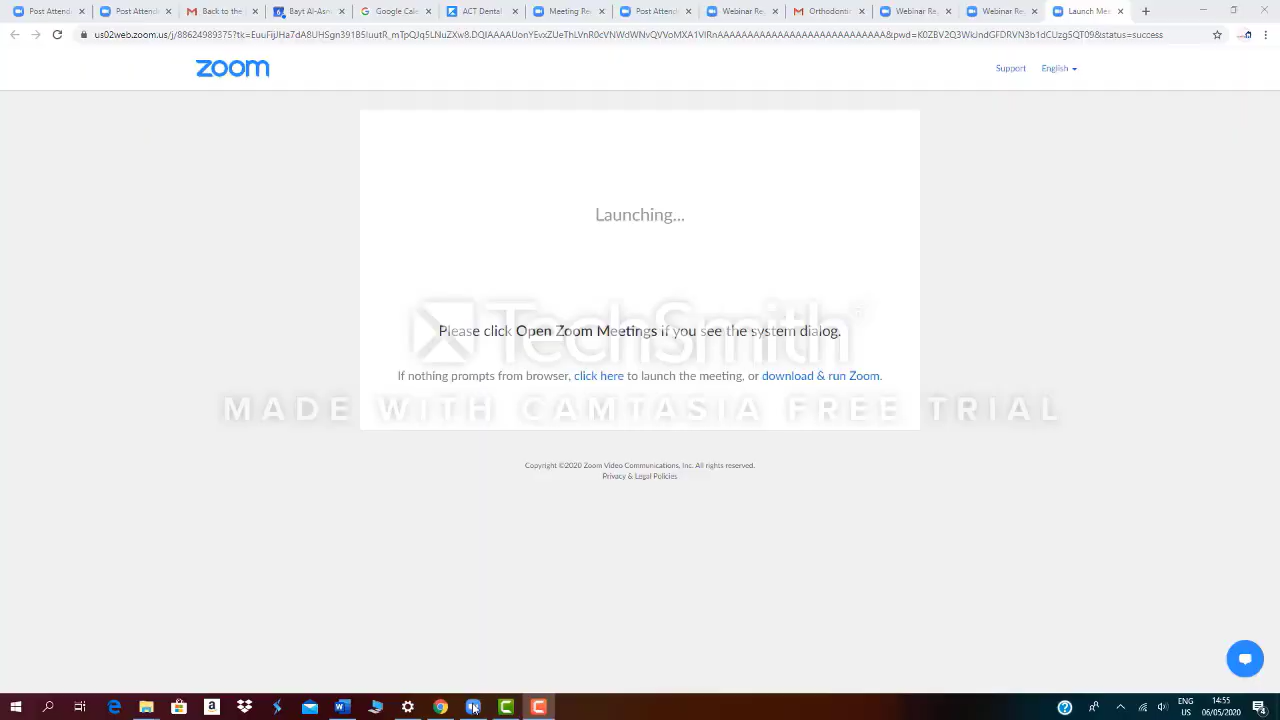 Post Attend
Post Attend
Back to the
Bayt Al-Asn
Google Cale
ACT Dental
Meeting Re
Post Attend
Webinar Re
Orthodontic
Webinar Re
Webinar Re
Launch Me
zoom
Support English
Launching...
TechSmith
Please click Open Zoom Meetings if you see the system dialog.
If nothing prompts from browser, click here to launch the meeting, or download & run Zoom.
MADE WITH CAMTASIA FREE TRIAL
Copyright ©2020 Zoom Video Communications, Inc. All rights reserved.
Privacy & Legal Policies
ENG
US
14:55
06/05/2020